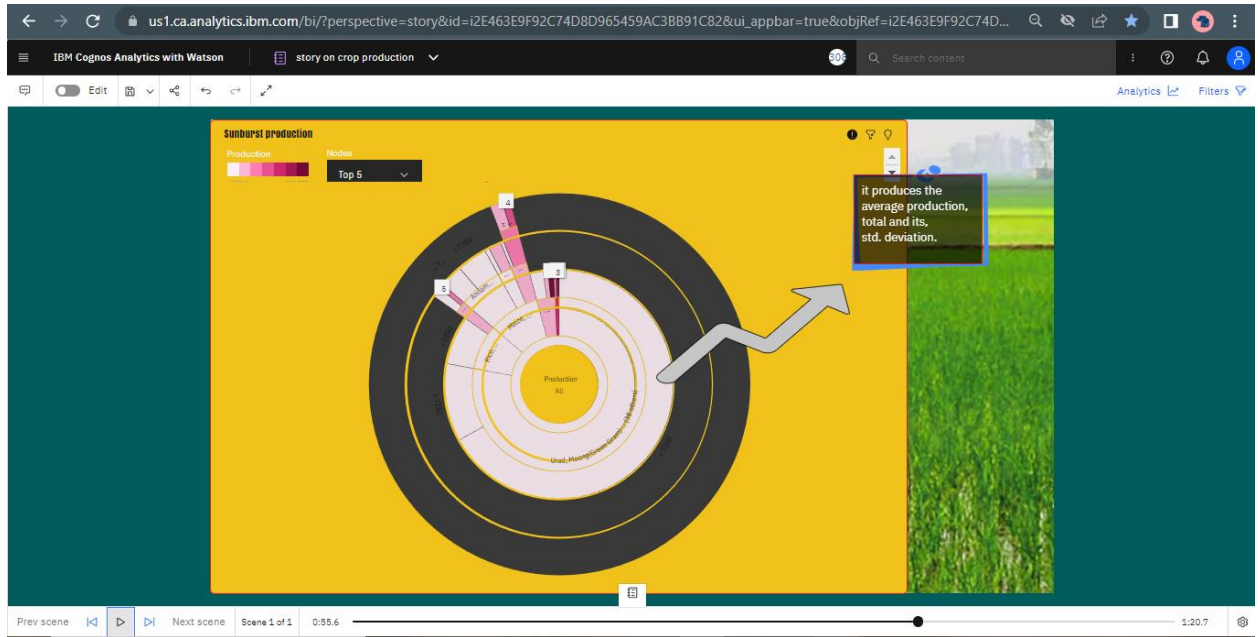 us1.ca.analytics.ibm.com/bi/?perspective=story&id=i2E463E9F92C74D8D965459AC3BB91C82&ui_appbar=true&objRef=i2E463E9F92C74D...
IBM Cognos Analytics with Watson
story on crop production
Search content
Edit
Analytics
Filters
Sunburst production
Production
Nodes
Top 5
it produces the
average production,
total and its,
std. deviation.
4
3
5
Maize,...
Production
All
Urad, Moong(Green Gram)... (38 others)
Prev scene
Next scene
Scene 1 of 1
0:55.6
1:20.7